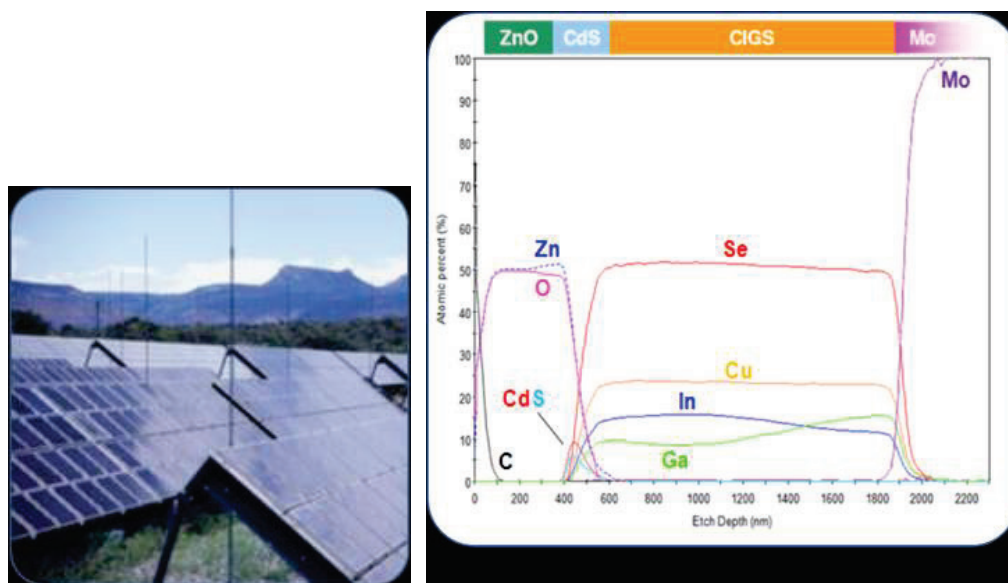 ZnO CdS CIGS Mo
100
90
80
70
60
50
40
30
20
10
0
Atomic percent (%)
Mo
Zn
O
Se
Cu
CdS
In
Ga
C
0 200 400 600 800 1000 1200 1400 1600 1800 2000 2200
Etch Depth (nm)